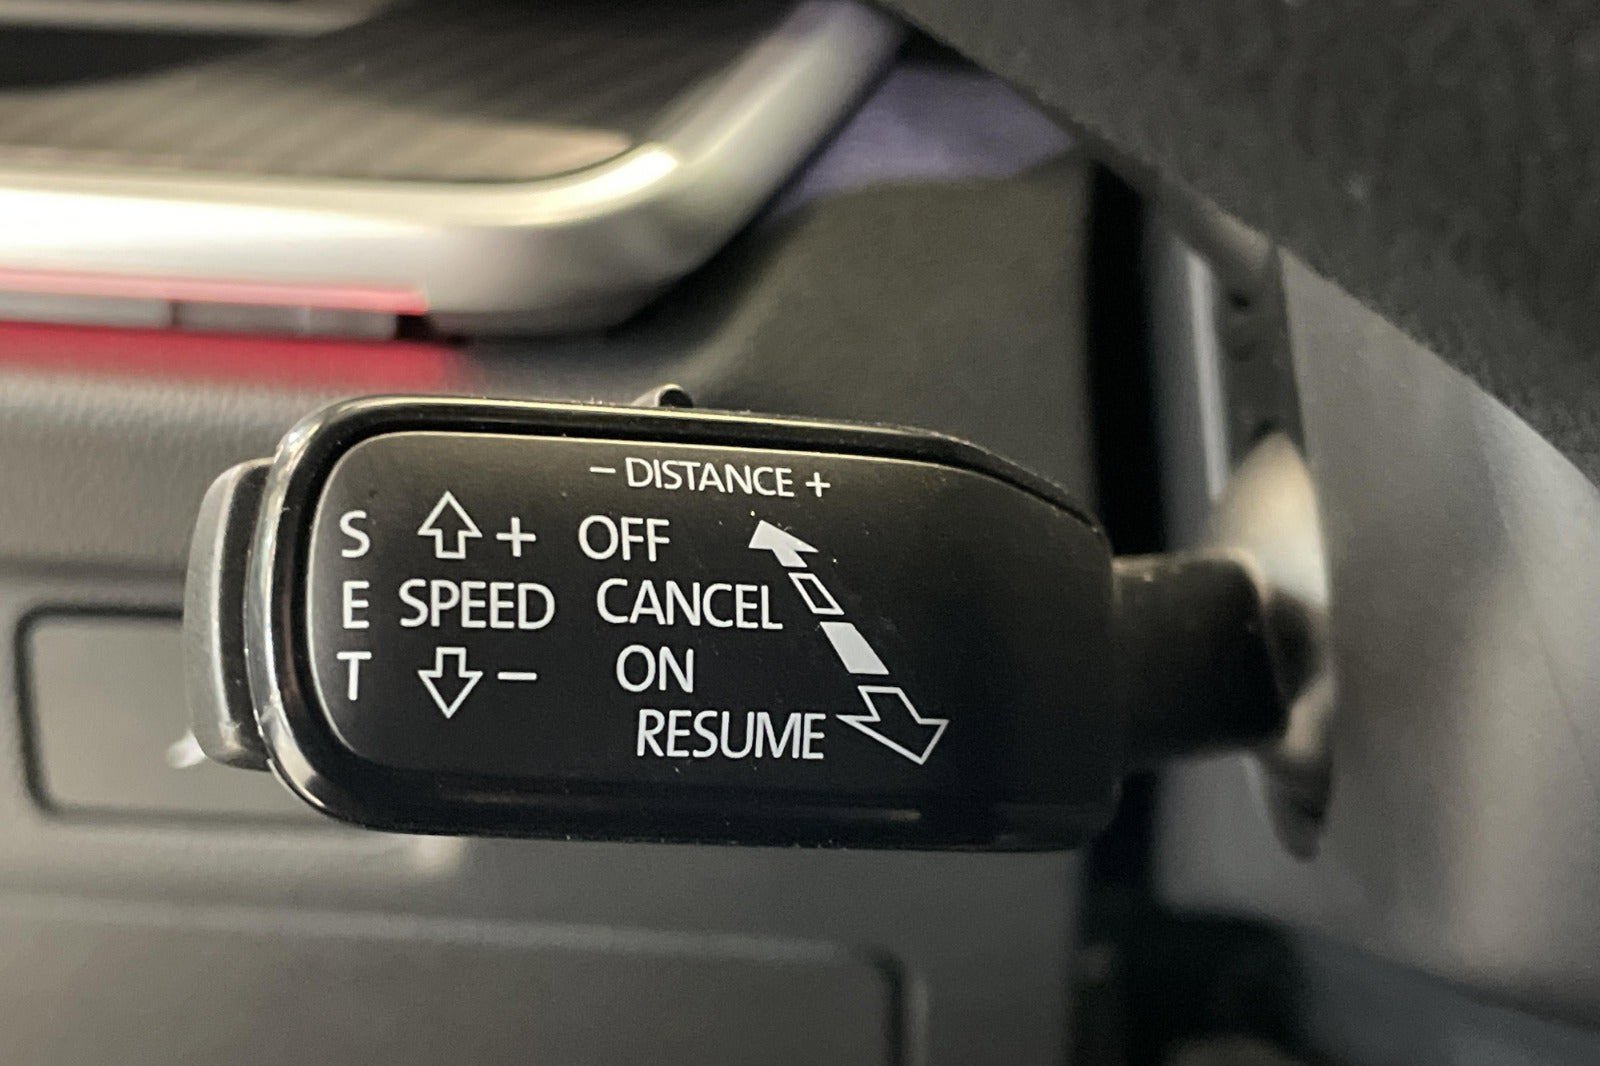 – DISTANCE +
S + OFF
E SPEED CANCEL
T – ON
RESUME